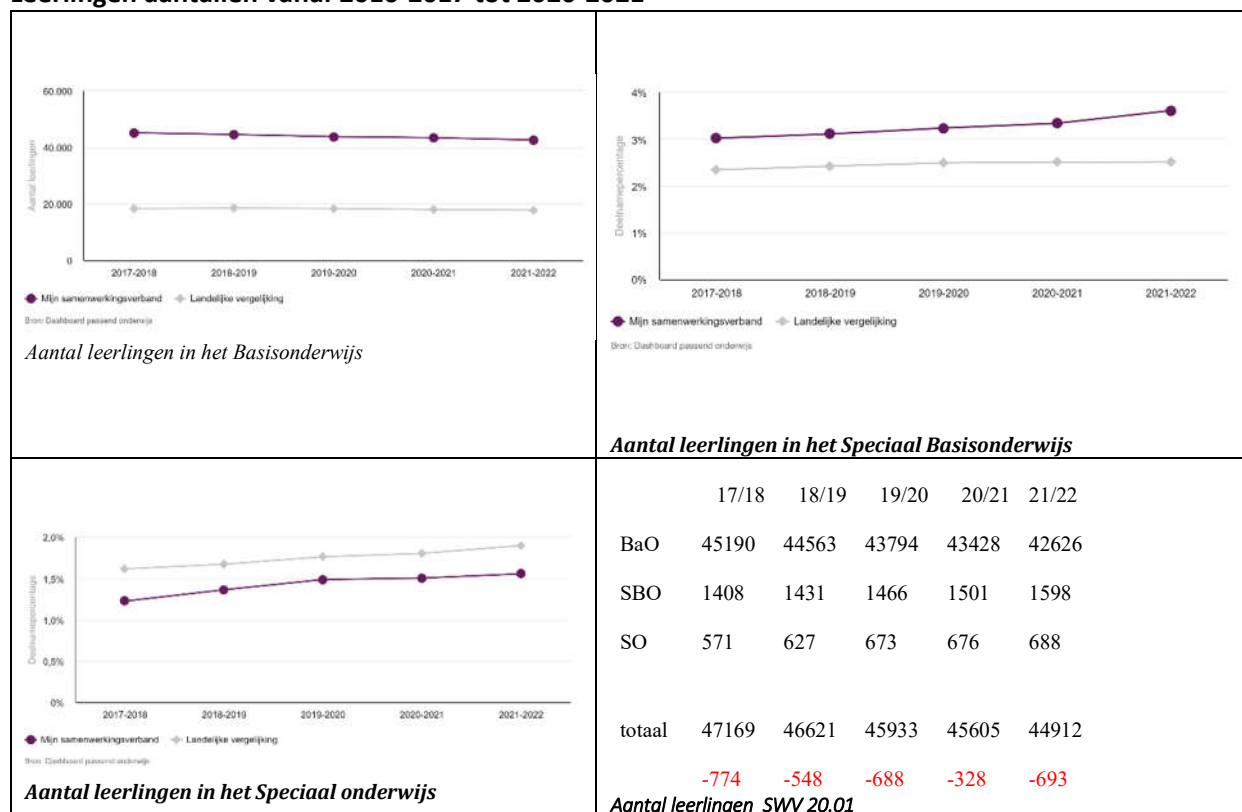 Leerlingen aantallen vanaf 2016-2017 tot 2020-2021
60.000
40.000
20.000
0
Aantal leerlingen
2017-2018 2018-2019 2019-2020 2020-2021 2021-2022
Mijn samenwerkingsverband Landelijke vergelijking
Bron: Dashboard passend onderwijs
Aantal leerlingen in het Basisonderwijs
4%
3%
2%
1%
0%
Deelnamepercentage
2017-2018 2018-2019 2019-2020 2020-2021 2021-2022
Mijn samenwerkingsverband Landelijke vergelijking
Bron: Dashboard passend onderwijs
Aantal leerlingen in het Speciaal Basisonderwijs
2,0%
1,5%
1,0%
0,5%
0%
Deelnamepercentage
2017-2018 2018-2019 2019-2020 2020-2021 2021-2022
Mijn samenwerkingsverband Landelijke vergelijking
Bron: Dashboard passend onderwijs
Aantal leerlingen in het Speciaal onderwijs
17/18 18/19 19/20 20/21 21/22
BaO 45190 44563 43794 43428 42626
SBO 1408 1431 1466 1501 1598
SO 571 627 673 676 688
totaal 47169 46621 45933 45605 44912
-774 -548 -688 -328 -693
Aantal leerlingen SWV 20.01